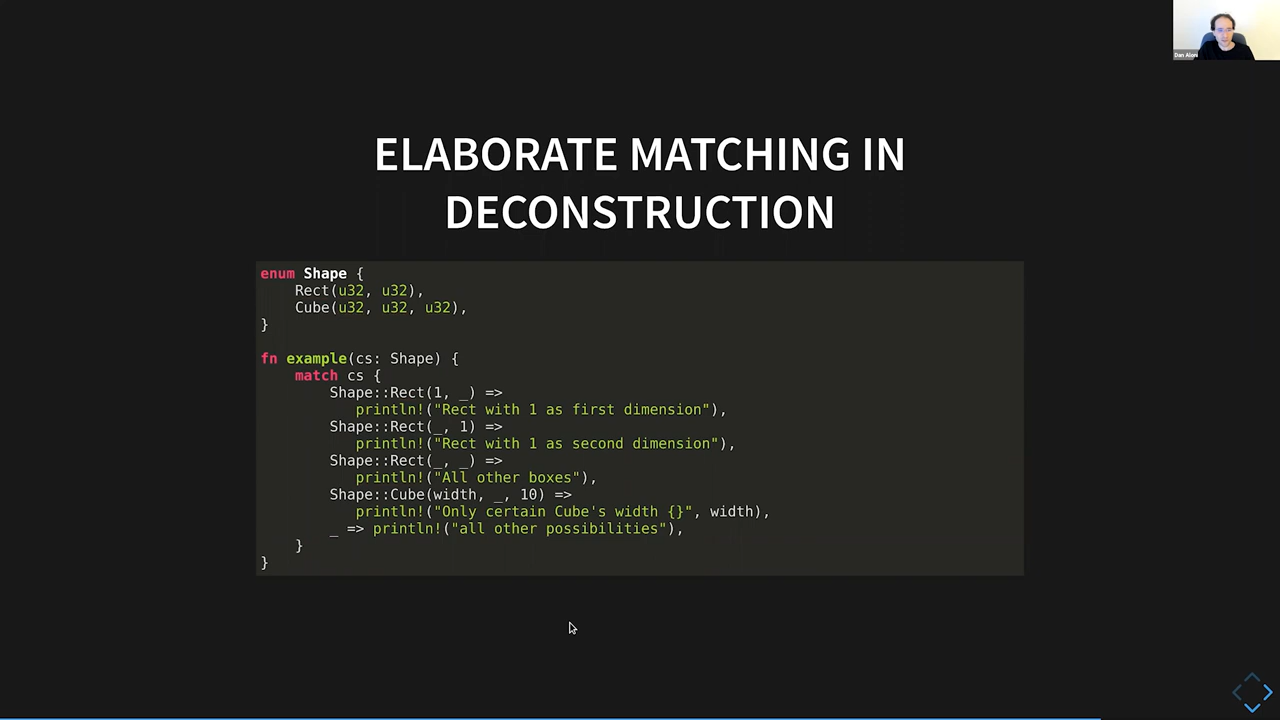 Dan Aloni
ELABORATE MATCHING IN
DECONSTRUCTION
enum Shape {
    Rect(u32, u32),
    Cube(u32, u32, u32),
}

fn example(cs: Shape) {
    match cs {
        Shape::Rect(1, _) =>
           println!("Rect with 1 as first dimension"),
        Shape::Rect(_, 1) =>
           println!("Rect with 1 as second dimension"),
        Shape::Rect(_, _) =>
           println!("All other boxes"),
        Shape::Cube(width, _, 10) =>
           println!("Only certain Cube's width {}", width),
        _ => println!("all other possibilities"),
    }
}